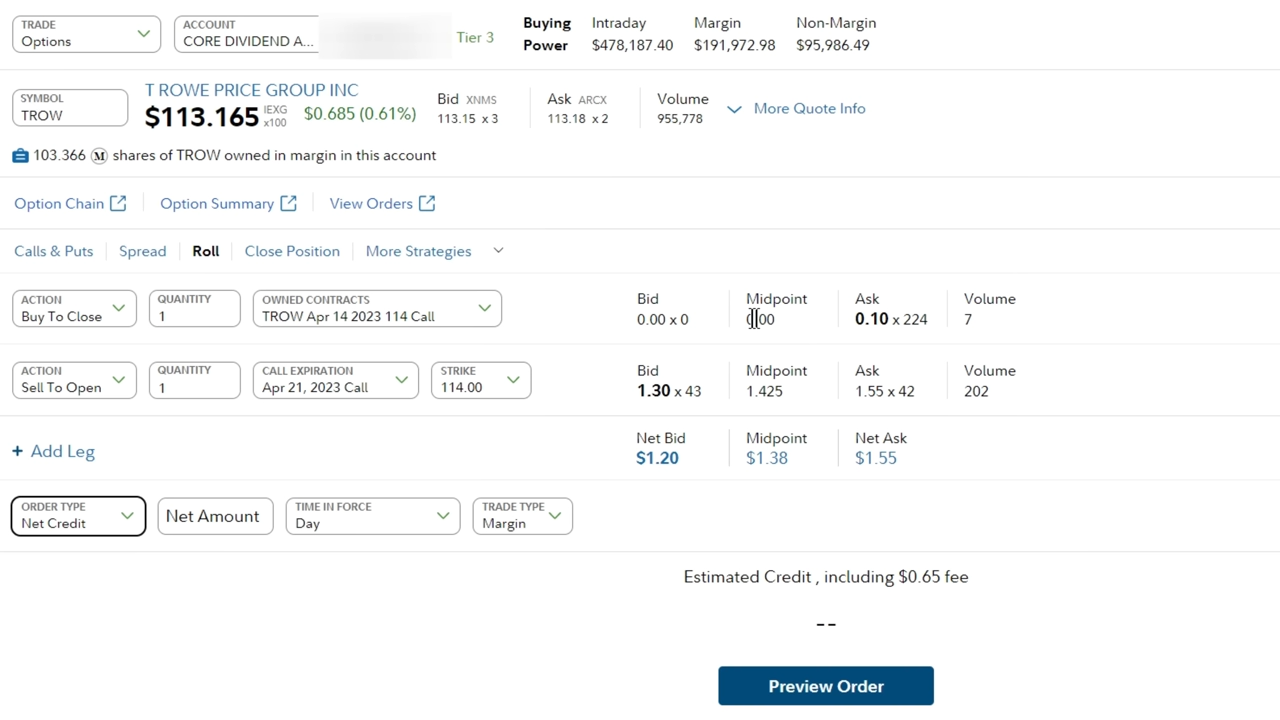 TRADE
Options
ACCOUNT
CORE DIVIDEND A...
Tier 3
Buying Power
Intraday
$478,187.40
Margin
$191,972.98
Non-Margin
$95,986.49
SYMBOL
TROW
T ROWE PRICE GROUP INC
$113.165 IEXG x100 $0.685 (0.61%)
Bid XNMS
113.15 x 3
Ask ARCX
113.18 x 2
Volume
955,778
More Quote Info
103.366 M shares of TROW owned in margin in this account
Option Chain
Option Summary
View Orders
Calls & Puts
Spread
Roll
Close Position
More Strategies
ACTION
Buy To Close
QUANTITY
1
OWNED CONTRACTS
TROW Apr 14 2023 114 Call
Bid
0.00 x 0
Midpoint
Ask
0.10 x 224
Volume
7
ACTION
Sell To Open
QUANTITY
1
CALL EXPIRATION
Apr 21, 2023 Call
STRIKE
114.00
Bid
1.30 x 43
Midpoint
1.425
Ask
1.55 x 42
Volume
202
+ Add Leg
Net Bid
$1.20
Midpoint
$1.38
Net Ask
$1.55
ORDER TYPE
Net Credit
Net Amount
TIME IN FORCE
Day
TRADE TYPE
Margin
Estimated Credit , including $0.65 fee
--
Preview Order